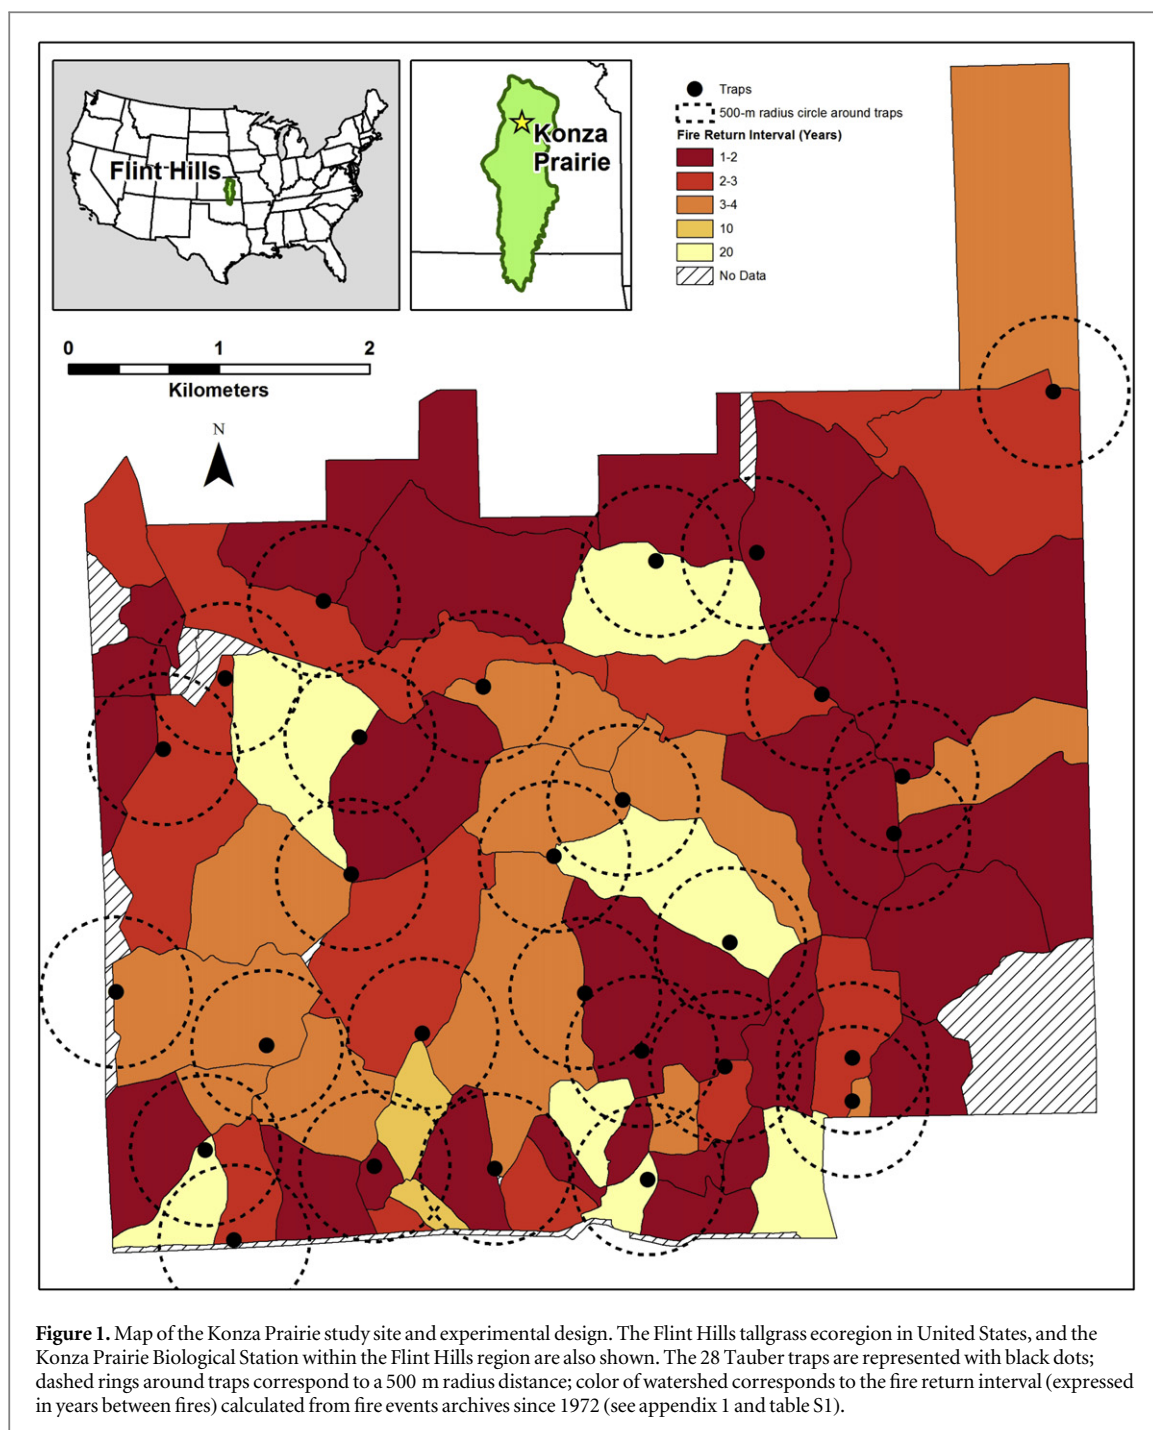 Flint Hills
Konza
Prairie
Traps
500-m radius circle around traps
Fire Return Interval (Years)
1-2
2-3
3-4
10
20
No Data
0 1 2
Kilometers
N
Figure 1. Map of the Konza Prairie study site and experimental design. The Flint Hills tallgrass ecoregion in United States, and the
Konza Prairie Biological Station within the Flint Hills region are also shown. The 28 Tauber traps are represented with black dots;
dashed rings around traps correspond to a 500 m radius distance; color of watershed corresponds to the fire return interval (expressed
in years between fires) calculated from fire events archives since 1972 (see appendix 1 and table S1).